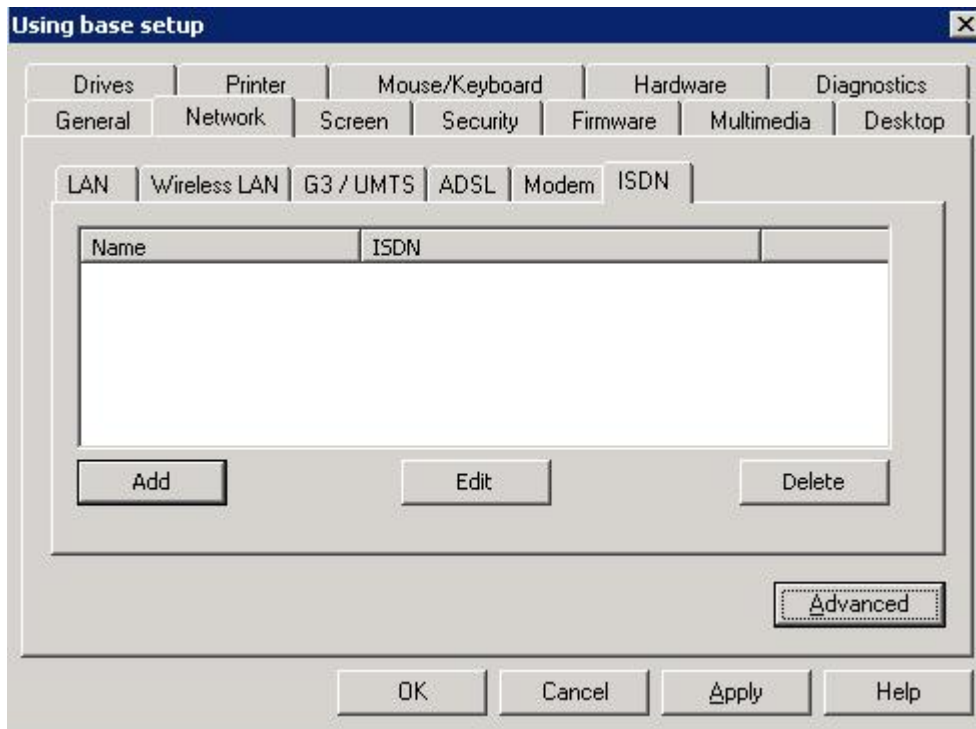 Using base setup
Drives Printer Mouse/Keyboard Hardware Diagnostics
General Network Screen Security Firmware Multimedia Desktop
LAN Wireless LAN G3 / UMTS ADSL Modem ISDN
Name ISDN
Add Edit Delete
Advanced
OK Cancel Apply Help